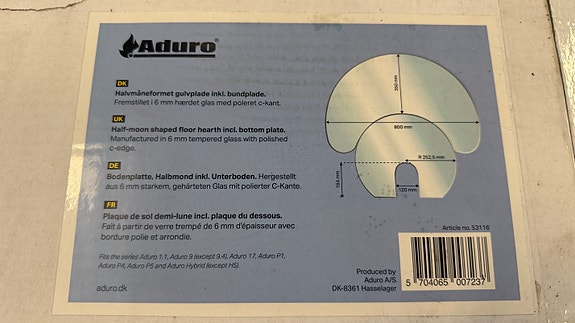 Aduro®
DK
Halvmåneformet gulvplade inkl. bundplade.
Fremstillet i 6 mm hærdet glas med poleret c-kant.
UK
Half-moon shaped floor hearth incl. bottom plate.
Manufactured in 6 mm tempered glass with polished
c-edge.
DE
Bodenplatte, Halbmond inkl. Unterboden. Hergestellt
aus 6 mm starkem, gehärteten Glas mit polierter C-Kante.
FR
Plaque de sol demi-lune incl. plaque du dessous.
Fait à partir de verre trempé de 6 mm d'épaisseur avec
bordure polie et arrondie.
Fits the series Aduro 1.1, Aduro 9 (except 9.4), Aduro 17, Aduro P1,
Aduro P4, Aduro P5 and Aduro Hybrid (except H5).
aduro.dk
350 mm
800 mm
R 252,5 mm
120 mm
Article no. 53116
5 704065 007237
Produced by
Aduro A/S
DK-8361 Hasselager